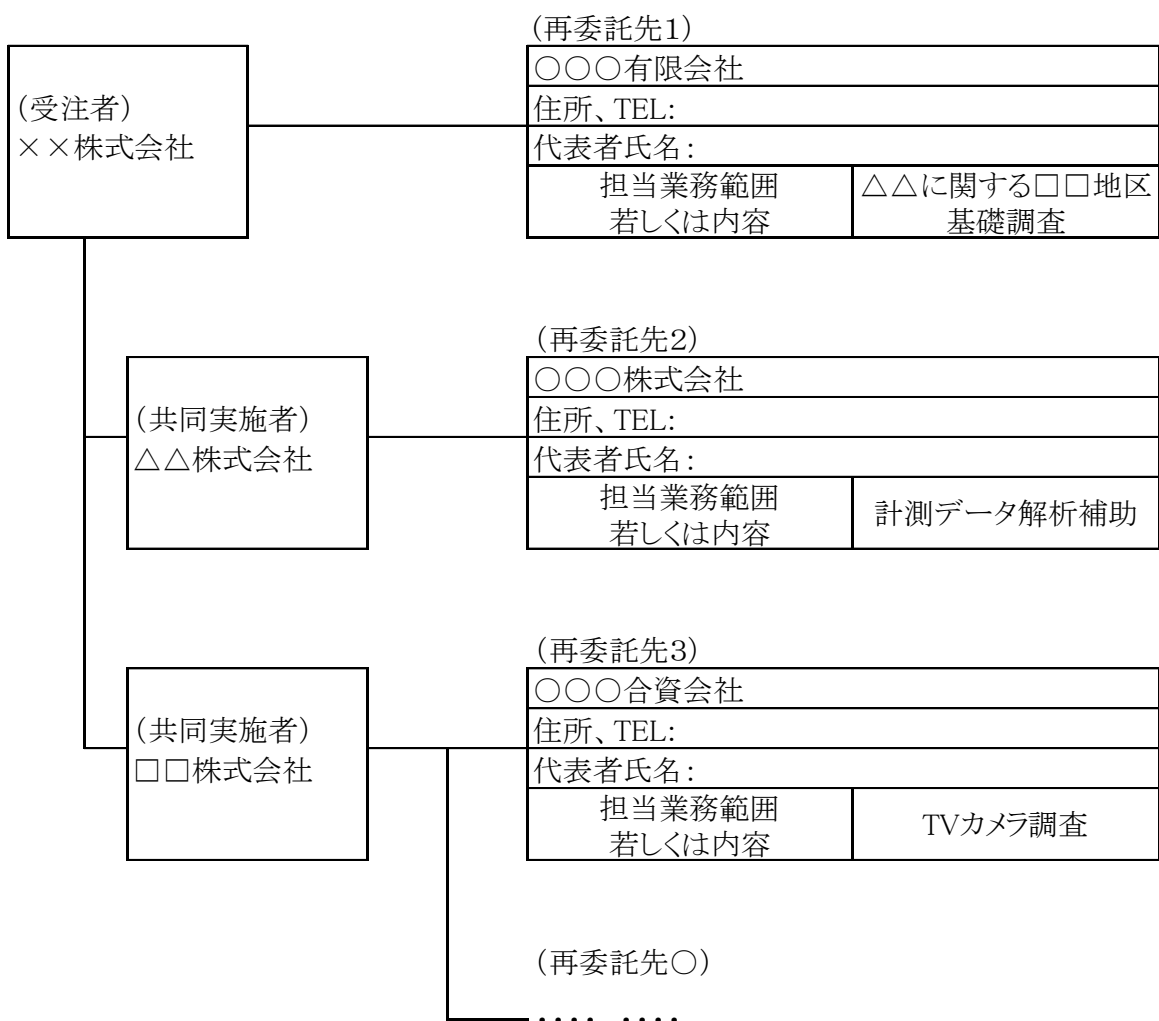 (再委託先1)
○○○有限会社
(受注者)
××株式会社
住所、TEL:
代表者氏名:
担当業務範囲
若しくは内容
△△に関する□□地区
基礎調査
(再委託先2)
○○○株式会社
(共同実施者)
△△株式会社
住所、TEL:
代表者氏名:
担当業務範囲
若しくは内容
計測データ解析補助
(再委託先3)
○○○合資会社
(共同実施者)
□□株式会社
住所、TEL:
代表者氏名:
担当業務範囲
若しくは内容
TVカメラ調査
(再委託先○)
・・・・ ・・・・